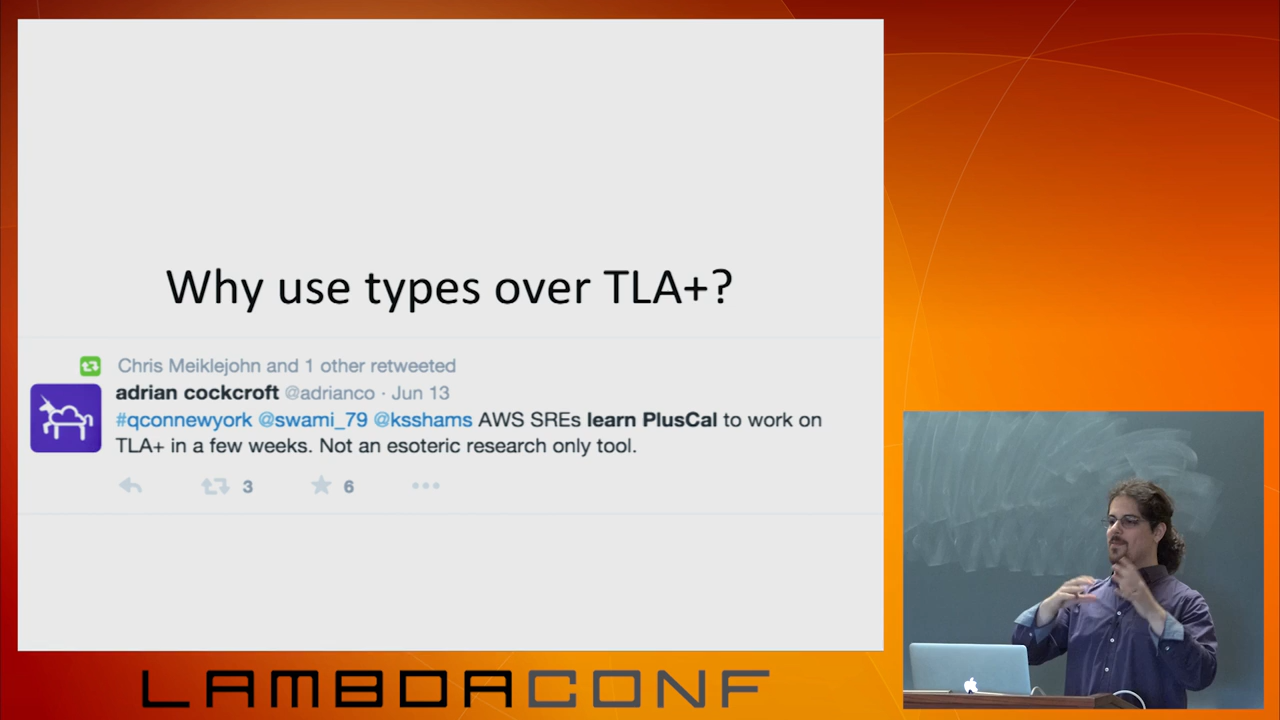 Why use types over TLA+?
Chris Meiklejohn and 1 other retweeted
adrian cockcroft @adrianco · Jun 13
#qconnewyork @swami_79 @ksshams AWS SREs learn PlusCal to work on
TLA+ in a few weeks. Not an esoteric research only tool.
3 6
LAMBDACONF